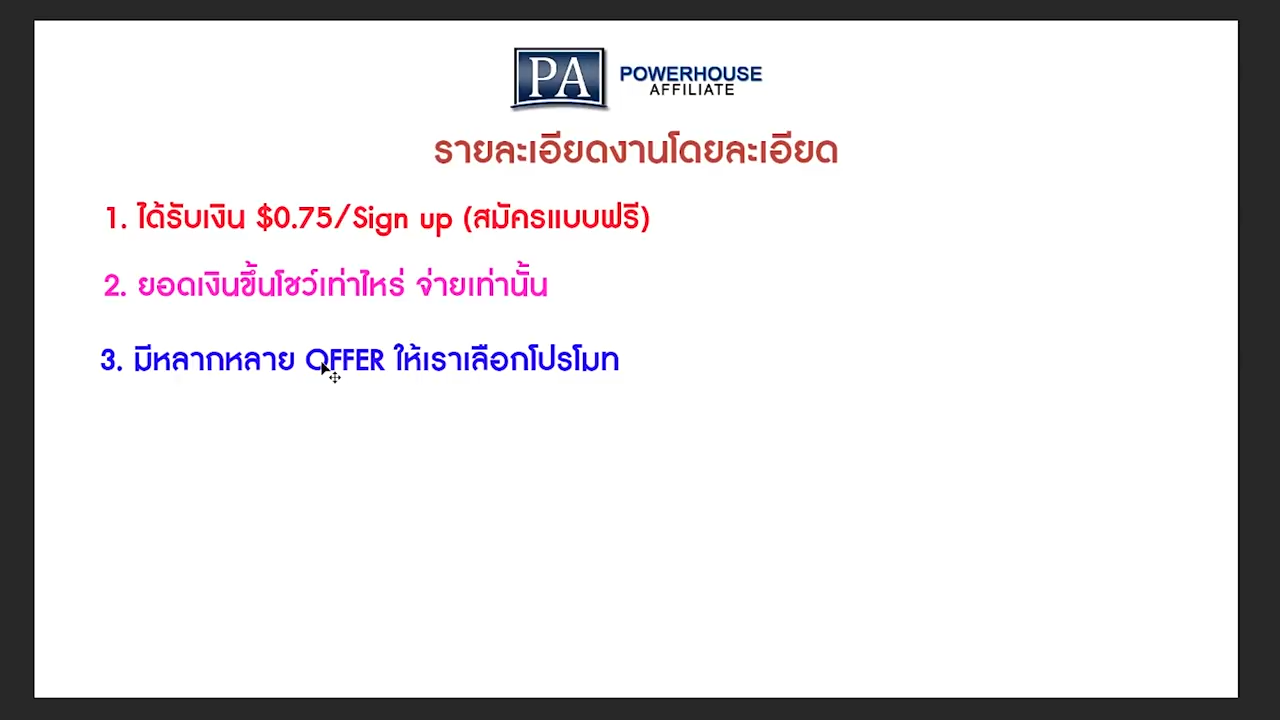 PA POWERHOUSE
AFFILIATE
รายละเอียดงานโดยละเอียด
1. ได้รับเงิน $0.75/Sign up (สมัครแบบฟรี)
2. ยอดเงินขึ้นโชว์เท่าไหร่ จ่ายเท่านั้น
3. มีหลากหลาย OFFER ให้เราเลือกโปรโมท